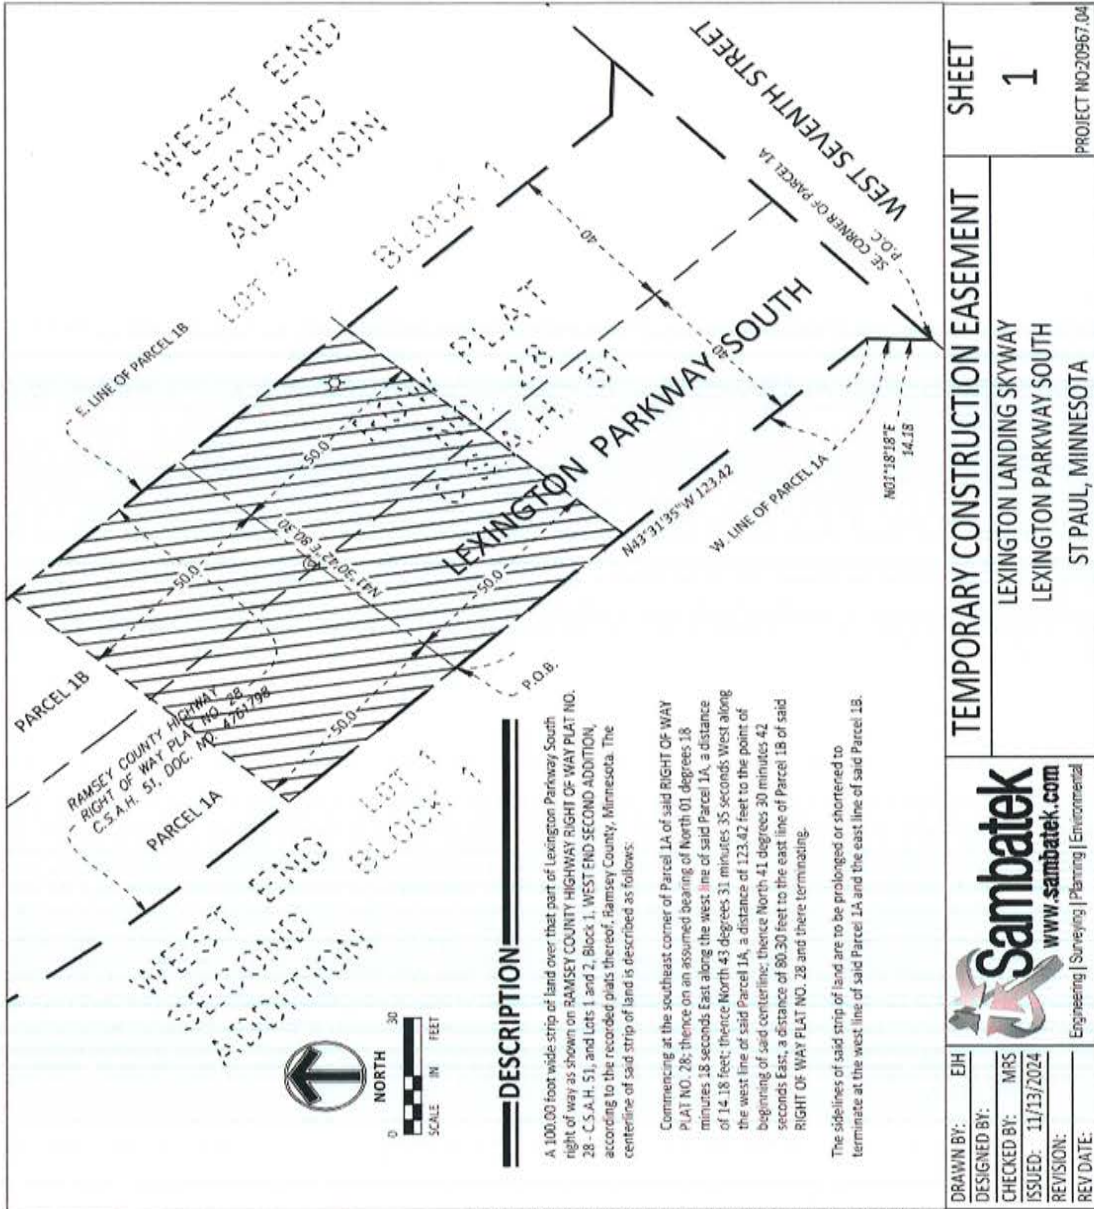 WEST END
SECOND
ADDITION
LOT 2
BLOCK 1
E. LINE OF PARCEL 1B
PARCEL 1B
RAMSEY COUNTY HIGHWAY
RIGHT OF WAY PLAT NO. 28
C.S.A.H. 51, DOC. NO. 4761798
PARCEL 1A
50.0
50.0
50.0
50.0
N41°30'42"E 80.30
PLAT
28
51
LEXINGTON PARKWAY SOUTH
40
40
WEST SEVENTH STREET
SE. CORNER OF PARCEL 1A
P.O.C.
N01°18'18"E
14.18
W. LINE OF PARCEL 1A
N43°31'35"W 123.42
P.O.B.
LOT 1
BLOCK 1
WEST END
SECOND
ADDITION
NORTH
0 30
SCALE IN FEET
DESCRIPTION
A 100.00 foot wide strip of land over that part of Lexington Parkway South
right of way as shown on RAMSEY COUNTY HIGHWAY RIGHT OF WAY PLAT NO.
28 - C.S.A.H. 51, and Lots 1 and 2, Block 1, WEST END SECOND ADDITION,
according to the recorded plats thereof, Ramsey County, Minnesota. The
centerline of said strip of land is described as follows:
Commencing at the southeast corner of Parcel 1A of said RIGHT OF WAY
PLAT NO. 28; thence on an assumed bearing of North 01 degrees 18
minutes 18 seconds East along the west line of said Parcel 1A, a distance
of 14.18 feet; thence North 43 degrees 31 minutes 35 seconds West along
the west line of said Parcel 1A, a distance of 123.42 feet to the point of
beginning of said centerline; thence North 41 degrees 30 minutes 42
seconds East, a distance of 80.30 feet to the east line of Parcel 1B of said
RIGHT OF WAY PLAT NO. 28 and there terminating.
The sidelines of said strip of land are to be prolonged or shortened to
terminate at the west line of said Parcel 1A and the east line of said Parcel 1B.
DRAWN BY: EJH
DESIGNED BY:
CHECKED BY: MRS
ISSUED: 11/13/2024
REVISION:
REV DATE:
Sambatek
www.sambatek.com
Engineering | Surveying | Planning | Environmental
TEMPORARY CONSTRUCTION EASEMENT
LEXINGTON LANDING SKYWAY
LEXINGTON PARKWAY SOUTH
ST PAUL, MINNESOTA
SHEET
1
PROJECT NO:20967.04